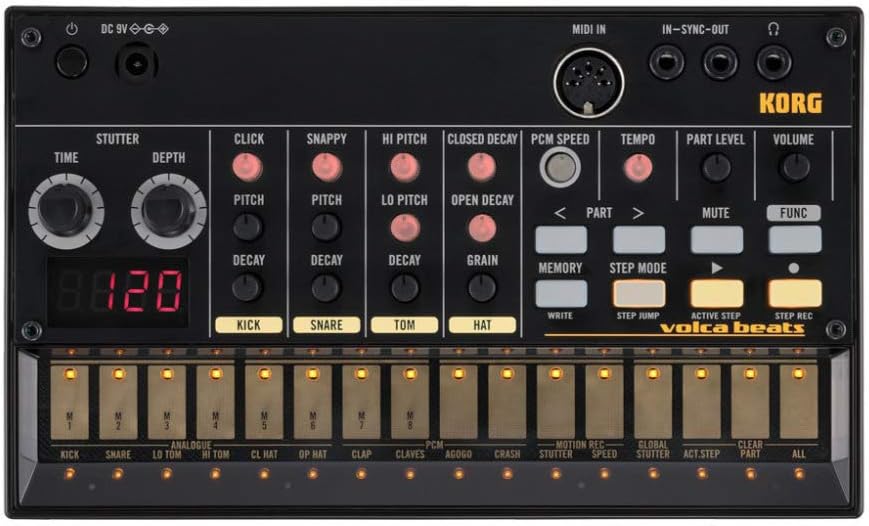 DC 9V
MIDI IN
IN–SYNC–OUT
KORG
STUTTER
TIME
DEPTH
120
CLICK
PITCH
DECAY
KICK
SNAPPY
PITCH
DECAY
SNARE
HI PITCH
LO PITCH
DECAY
TOM
CLOSED DECAY
OPEN DECAY
GRAIN
HAT
PCM SPEED
TEMPO
PART LEVEL
VOLUME
< PART >
MUTE
FUNC
MEMORY
STEP MODE
WRITE
STEP JUMP
ACTIVE STEP
STEP REC
volca beats
M 1
M 2
M 3
M 4
M 5
M 6
M 7
M 8
ANALOGUE
PCM
MOTION REC
GLOBAL
CLEAR
KICK SNARE LO TOM HI TOM CL HAT OP HAT CLAP CLAVES AGOGO CRASH STUTTER SPEED STUTTER ACT.STEP PART ALL